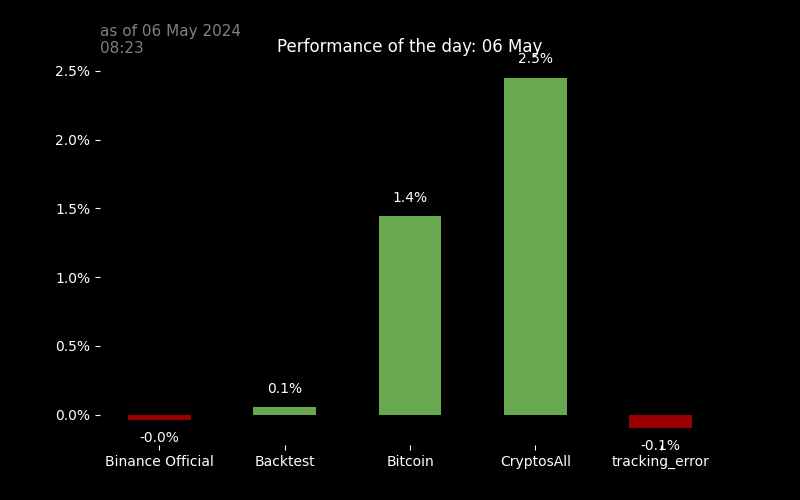 as of 06 May 2024
08:23
Performance of the day: 06 May
2.5%
2.5%
2.0%
1.5%
1.4%
1.0%
0.5%
0.1%
0.0%
-0.0%
-0.1%
Binance Official
Backtest
Bitcoin
CryptosAll
tracking_error